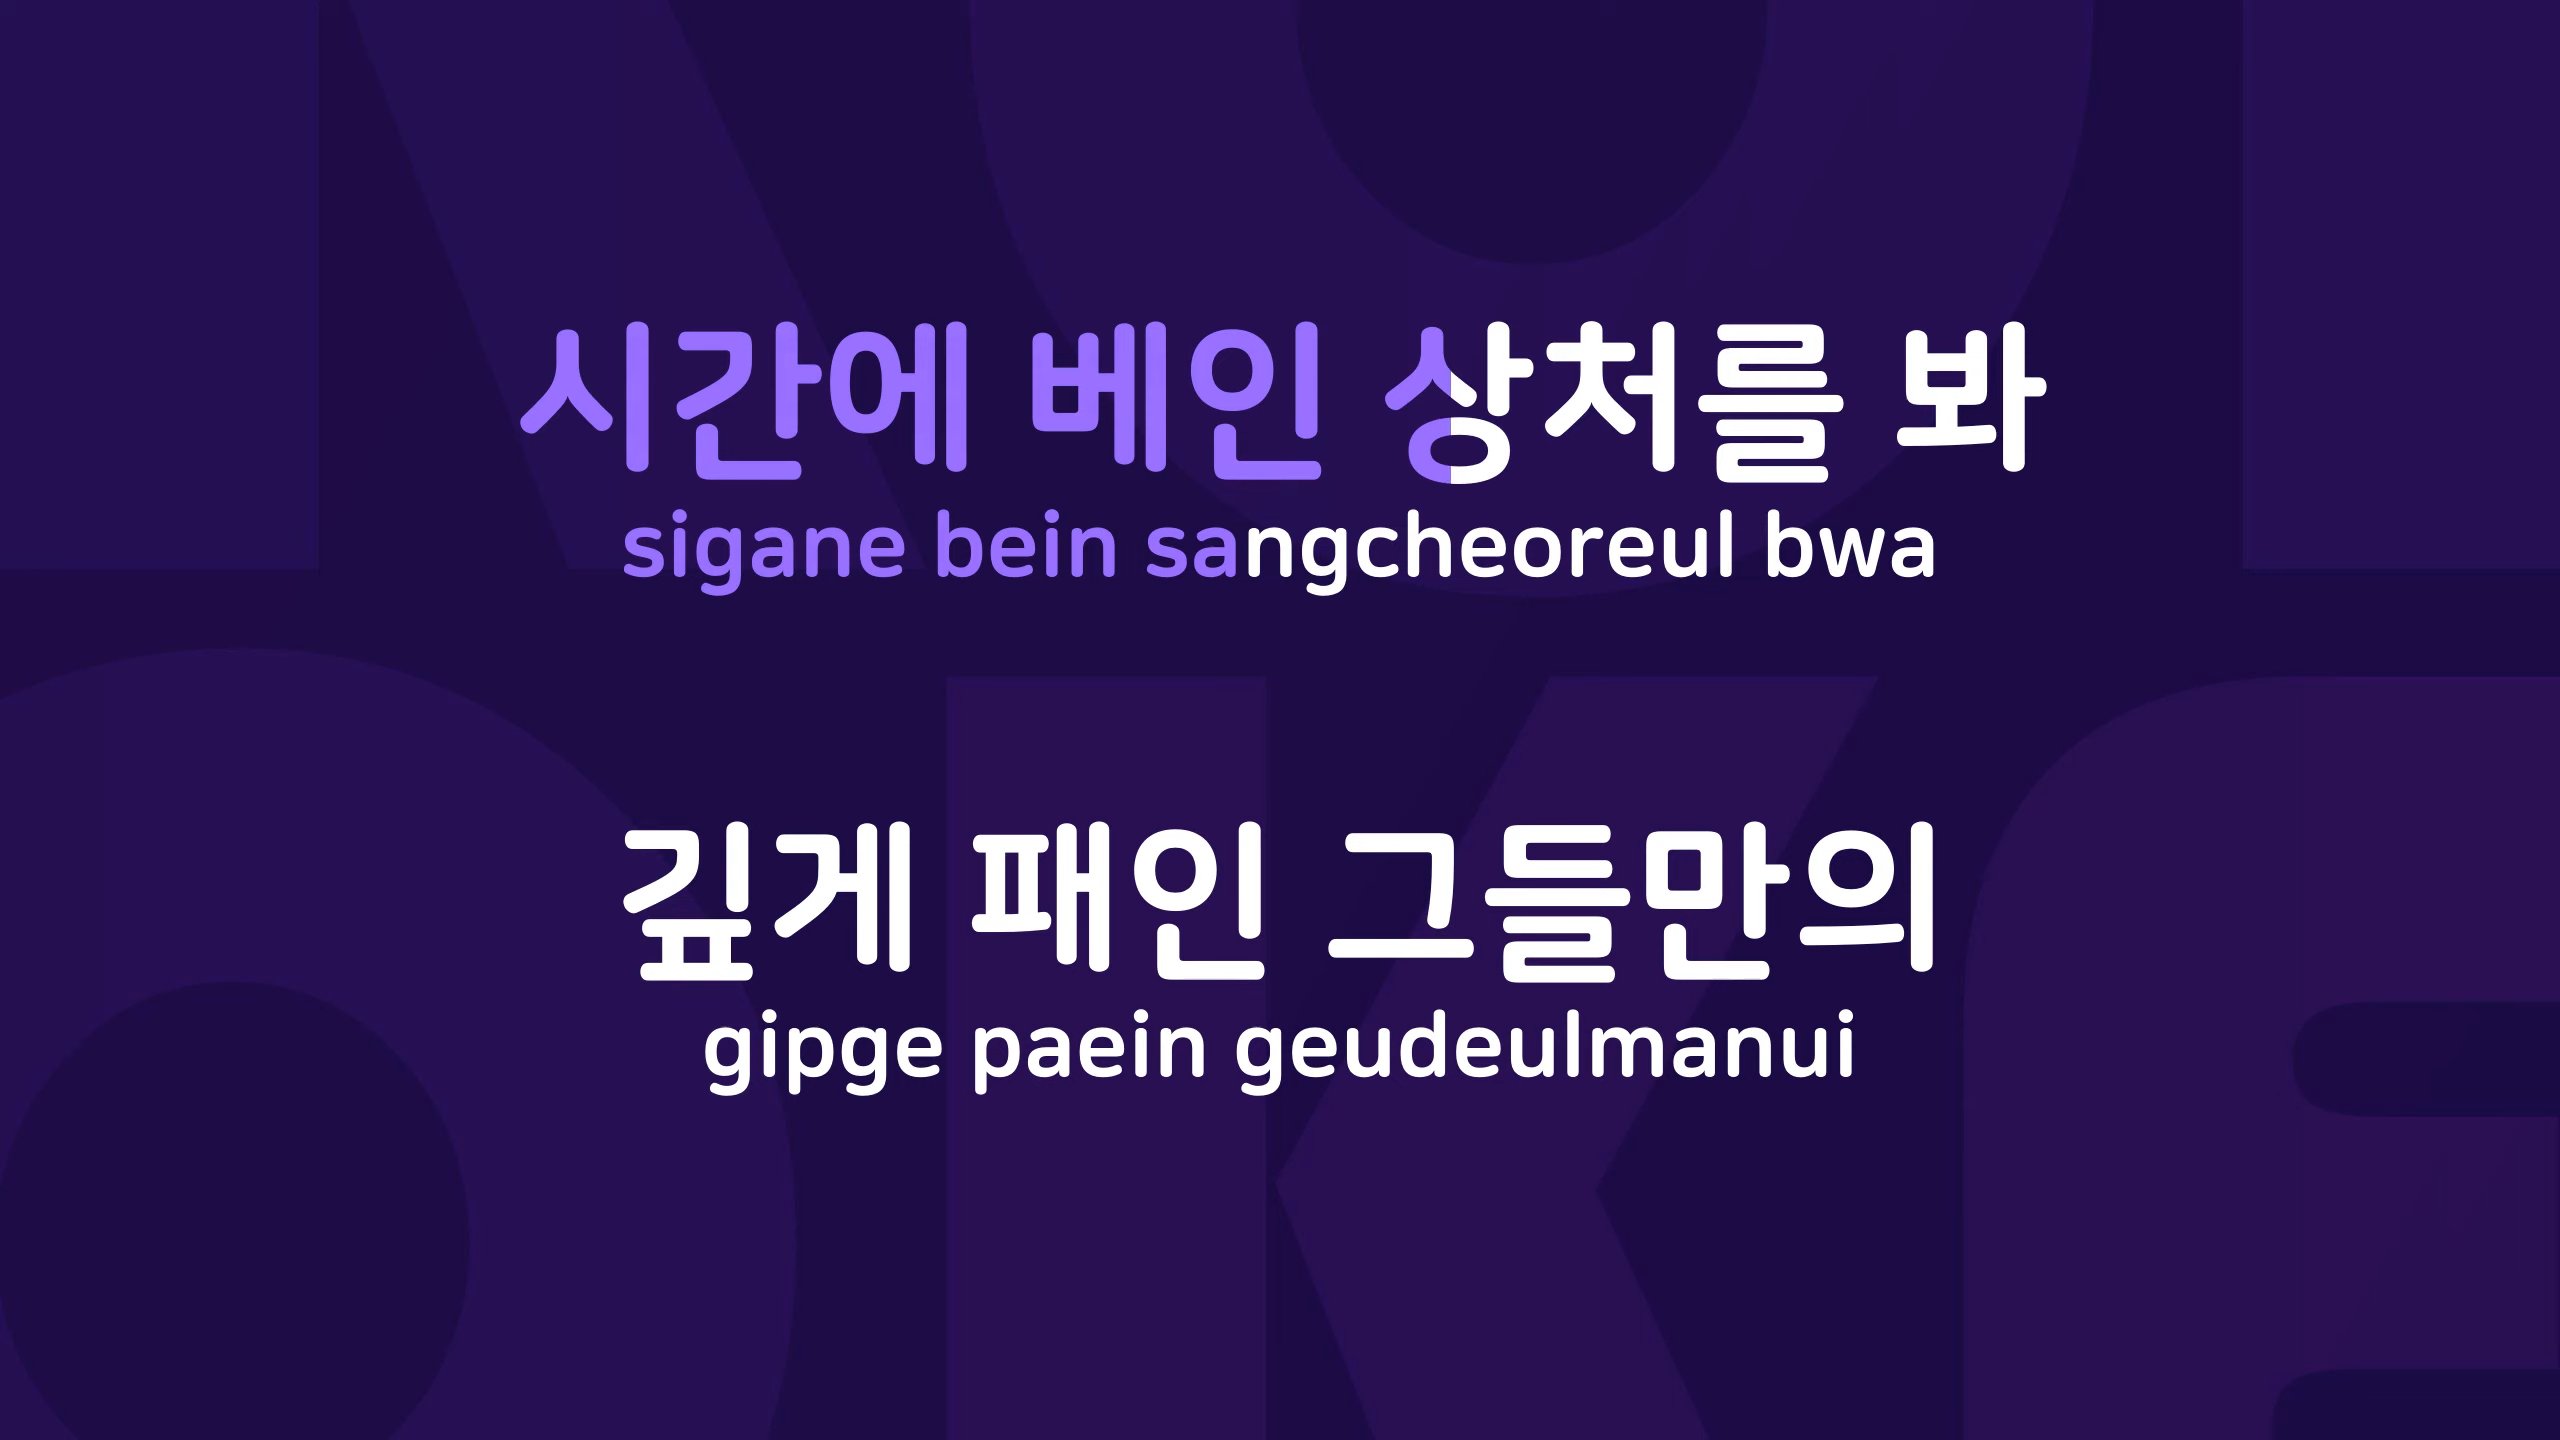 시간에 베인 상처를 봐
sigane bein sangcheoreul bwa
깊게 패인 그들만의
gipge paein geudeulmanui